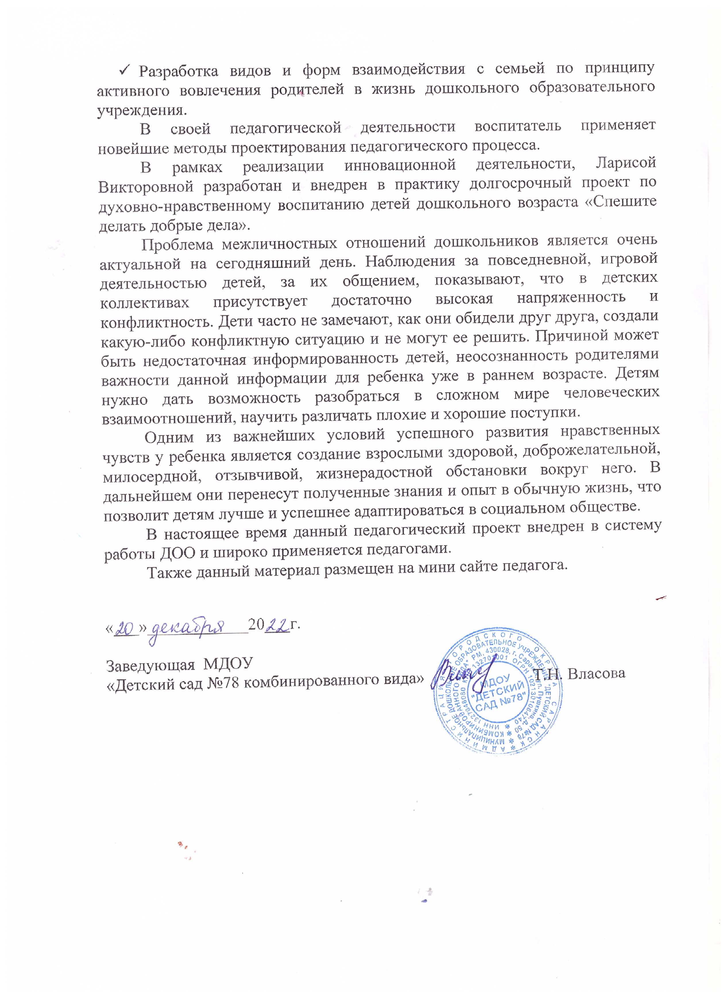 ✓ Разработка видов и форм взаимодействия с семьей по принципу
активного вовлечения родителей в жизнь дошкольного образовательного
учреждения.
В своей педагогической деятельности воспитатель применяет
новейшие методы проектирования педагогического процесса.
В рамках реализации инновационной деятельности, Ларисой
Викторовной разработан и внедрен в практику долгосрочный проект по
духовно-нравственному воспитанию детей дошкольного возраста «Спешите
делать добрые дела».
Проблема межличностных отношений дошкольников является очень
актуальной на сегодняшний день. Наблюдения за повседневной, игровой
деятельностью детей, за их общением, показывают, что в детских
коллективах присутствует достаточно высокая напряженность и
конфликтность. Дети часто не замечают, как они обидели друг друга, создали
какую-либо конфликтную ситуацию и не могут ее решить. Причиной может
быть недостаточная информированность детей, неосознанность родителями
важности данной информации для ребенка уже в раннем возрасте. Детям
нужно дать возможность разобраться в сложном мире человеческих
взаимоотношений, научить различать плохие и хорошие поступки.
Одним из важнейших условий успешного развития нравственных
чувств у ребенка является создание взрослыми здоровой, доброжелательной,
милосердной, отзывчивой, жизнерадостной обстановки вокруг него. В
дальнейшем они перенесут полученные знания и опыт в обычную жизнь, что
позволит детям лучше и успешнее адаптироваться в социальном обществе.
В настоящее время данный педагогический проект внедрен в систему
работы ДОО и широко применяется педагогами.
Также данный материал размещен на мини сайте педагога.
«20» декабря 2022г.
Заведующая МДОУ
«Детский сад №78 комбинированного вида» Т.Н. Власова
АДМИНИСТРАЦИЯ ГОРОДСКОГО ОКРУГА САРАНСК
МУНИЦИПАЛЬНОЕ ДОШКОЛЬНОЕ ОБРАЗОВАТЕЛЬНОЕ УЧРЕЖДЕНИЕ "ДЕТСКИЙ САД №78
КОМБИНИРОВАННОГО ВИДА" РМ, 430028, г. Саранск, ул. Пушкина, д. 50
ИНН 1327848080 КПП 132701001 ОГРН 1021301064740
МДОУ
"ДЕТСКИЙ
САД №78"